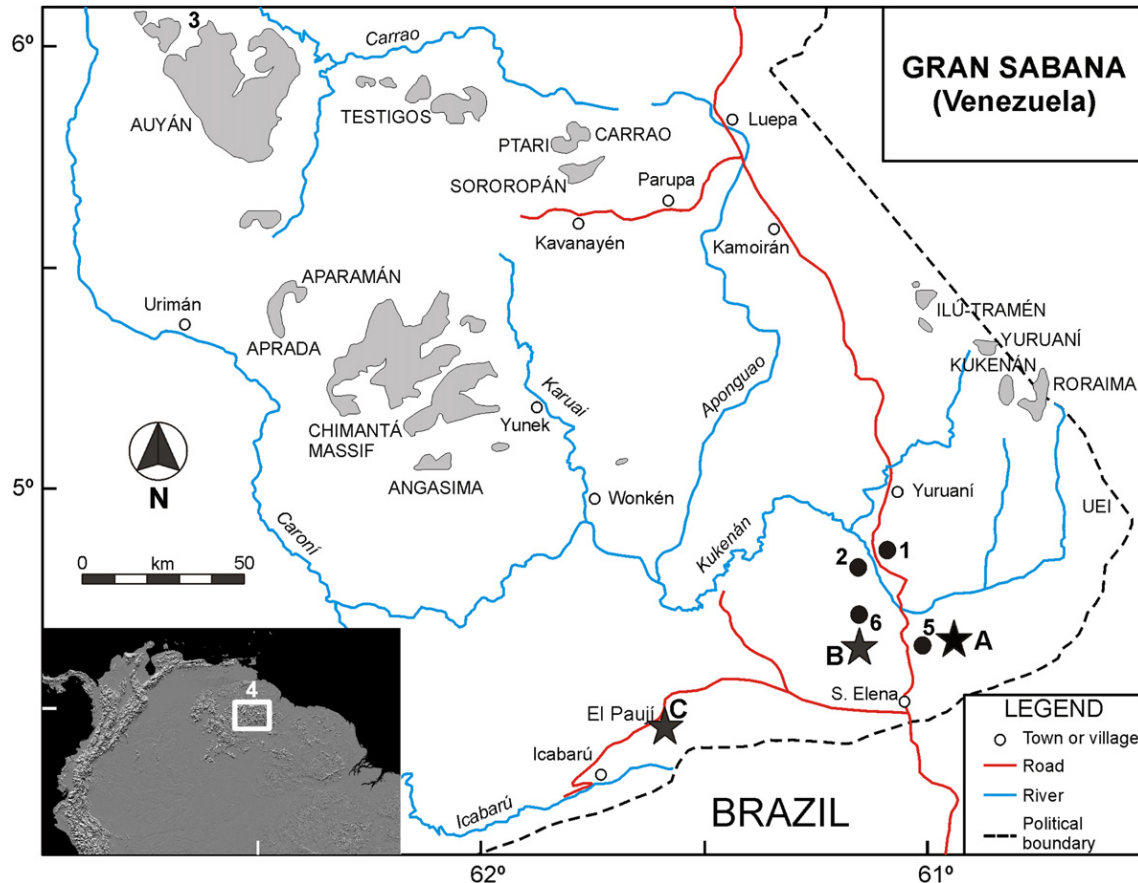 6º
3
Carrao
GRAN SABANA
(Venezuela)
AUYÁN
TESTIGOS
Luepa
CARRAO
PTARI
SOROROPÁN
Parupa
Kavanayén
Kamoirán
APARAMÁN
Urimán
ILÚ-TRAMÉN
YURUANÍ
KUKENÁN
APRADA
RORAIMA
Karuai
Aponguao
Yunek
CHIMANTÁ
MASSIF
N
ANGASIMA
5º
Wonkén
Yuruaní
UEI
Kukenán
Caroní
1
2
0 km 50
6
5
A
B
4
S. Elena
El Paují
C
LEGEND
Town or village
Road
River
Political
boundary
Icabarú
Icabarú
BRAZIL
62º
61º